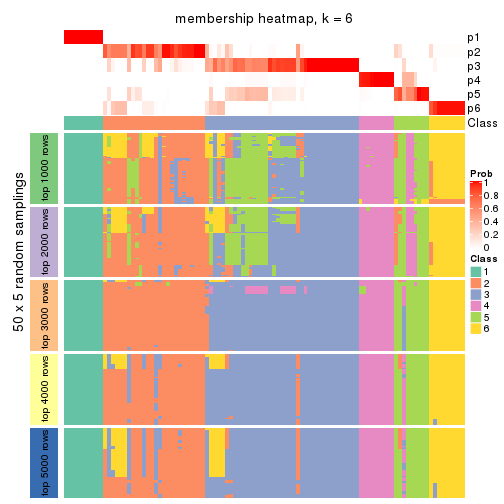 membership heatmap, k = 6
p1
p2
p3
p4
p5
p6
Class
50 x 5 random samplings
top 1000 rows
top 2000 rows
top 3000 rows
top 4000 rows
top 5000 rows
Prob
1
0.8
0.6
0.4
0.2
0
Class
1
2
3
4
5
6